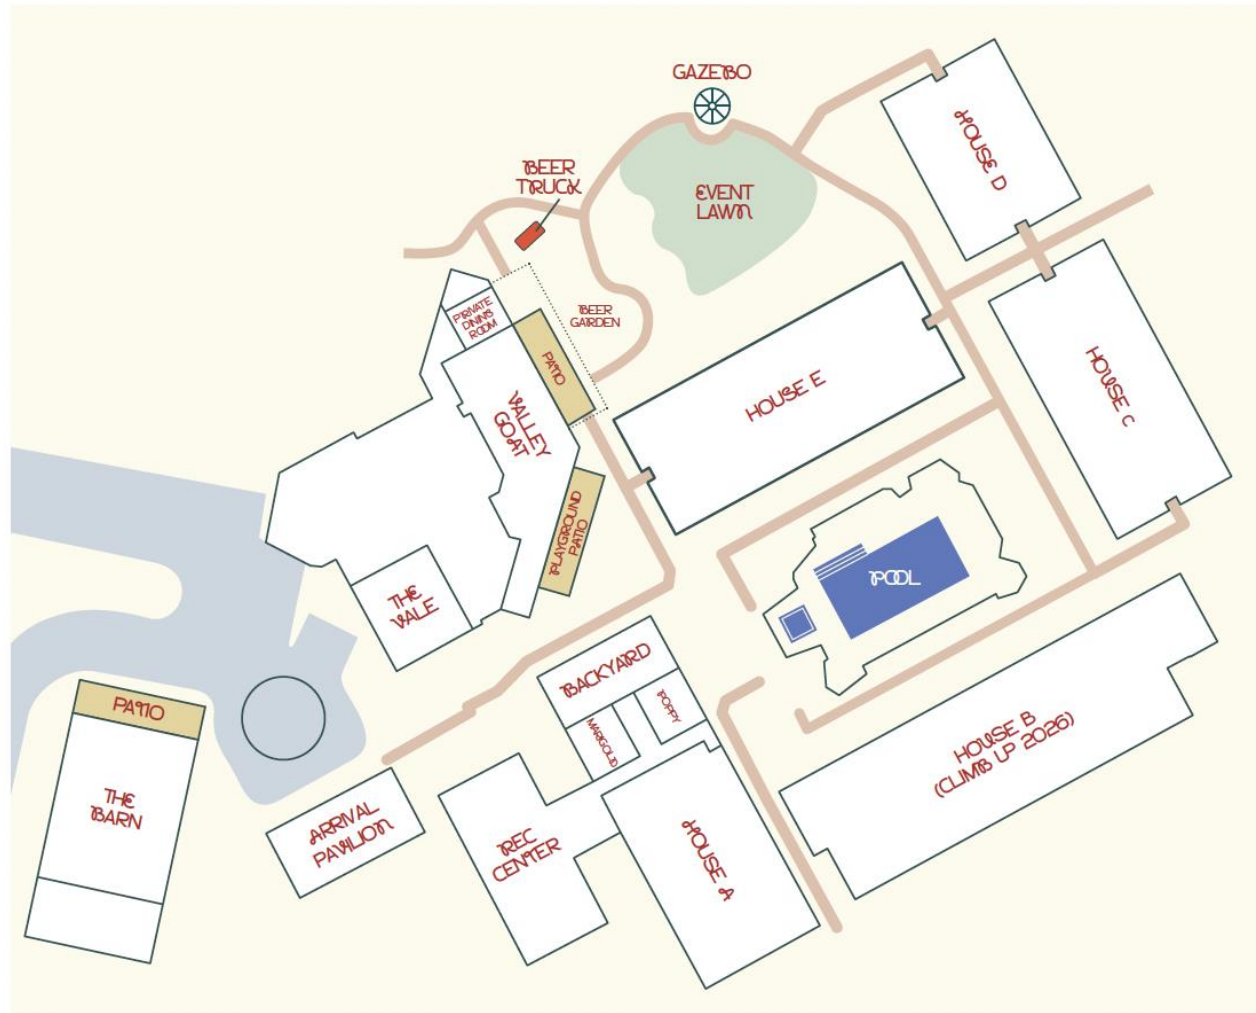 GAZEBO
HOUSE D
BEER
TRUCK
EVENT
LAWN
PRIVATE
DINING
ROOM
BEER
GARDEN
PATIO
HOUSE E
HOUSE C
VALLEY
GOAT
PLAYGROUND
PATIO
POOL
THE
VALE
BACKYARD
POPPY
MARIGOLD
PATIO
HOUSE B
(CLIMB UP 2026)
THE
BARN
ARRIVAL
PAVILION
REC
CENTER
HOUSE A